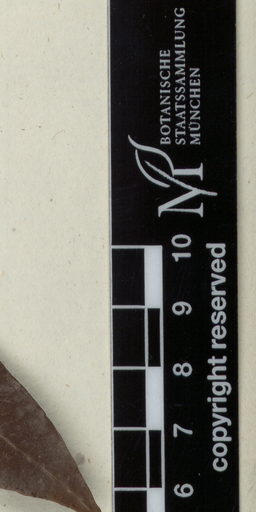 BOTANISCHE
STAATSSAMMLUNG
MÜNCHEN
M
10
9
8
7
6
copyright reserved